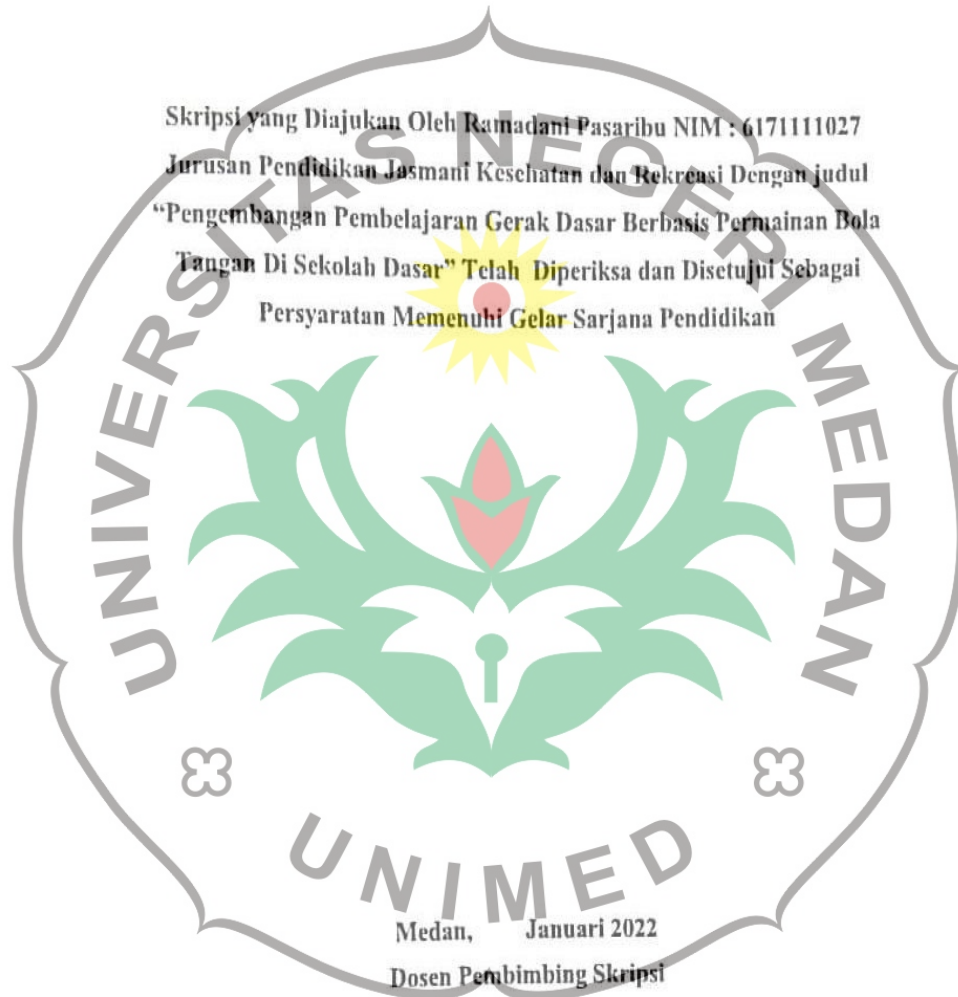 Skripsi yang Diajukan Oleh Ramadani Pasaribu NIM : 6171111027
Jurusan Pendidikan Jasmani Kesehatan dan Rekreasi Dengan judul
“Pengembangan Pembelajaran Gerak Dasar Berbasis Permainan Bola
Tangan Di Sekolah Dasar” Telah Diperiksa dan Disetujui Sebagai
Persyaratan Memenuhi Gelar Sarjana Pendidikan
UNIVERSITAS NEGERI MEDAN
UNIMED
Medan, Januari 2022
Dosen Pembimbing Skripsi